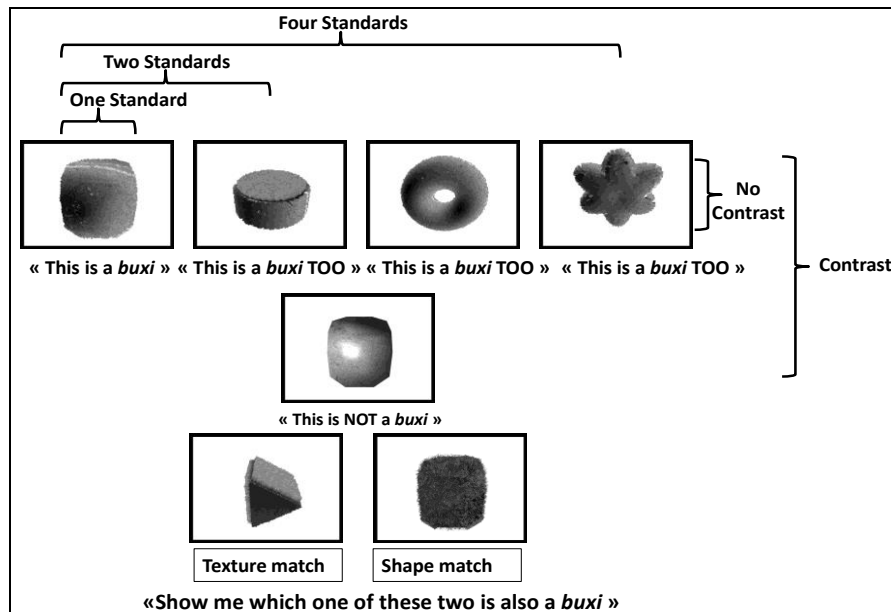 Four Standards
Two Standards
One Standard
No
Contrast
Contrast
« This is a buxi » « This is a buxi TOO » « This is a buxi TOO » « This is a buxi TOO »
« This is NOT a buxi »
Texture match Shape match
«Show me which one of these two is also a buxi »